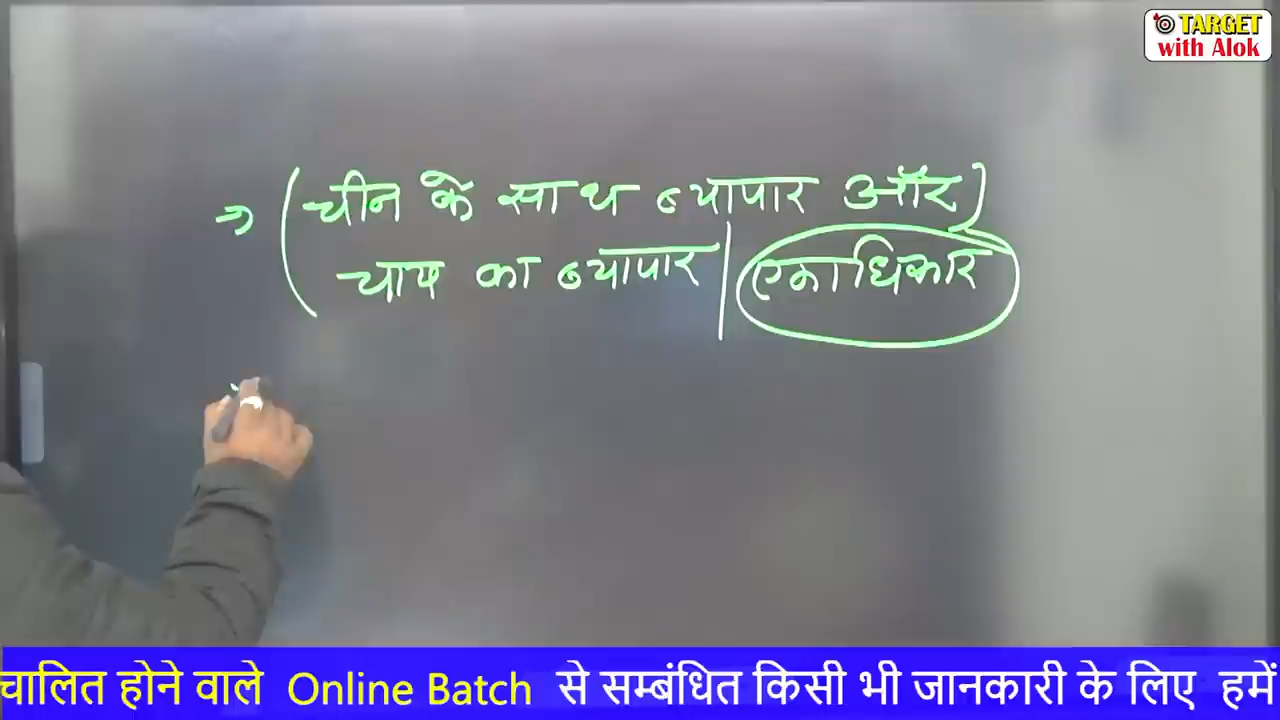 TARGET
with Alok
→ (चीन के साथ व्यापार और)
चाय का व्यापार | एकाधिकार
चालित होने वाले Online Batch से सम्बंधित किसी भी जानकारी के लिए हमें